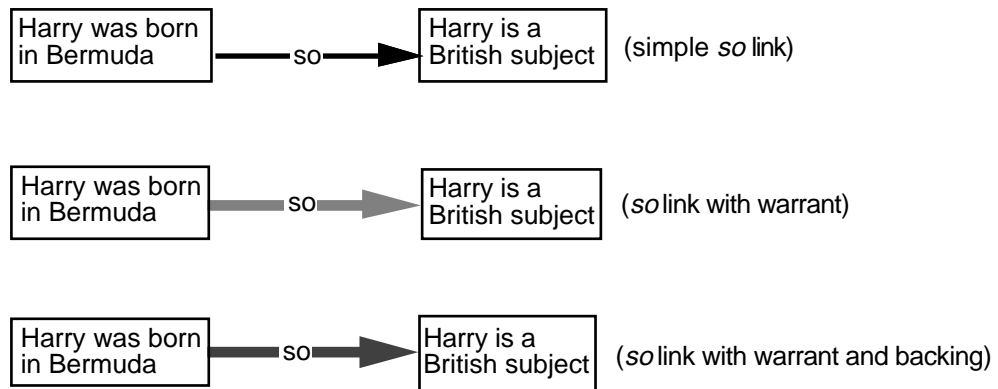 Harry was born
in Bermuda
so
Harry is a
British subject
(simple so link)
Harry was born
in Bermuda
so
Harry is a
British subject
(so link with warrant)
Harry was born
in Bermuda
so
Harry is a
British subject
(so link with warrant and backing)